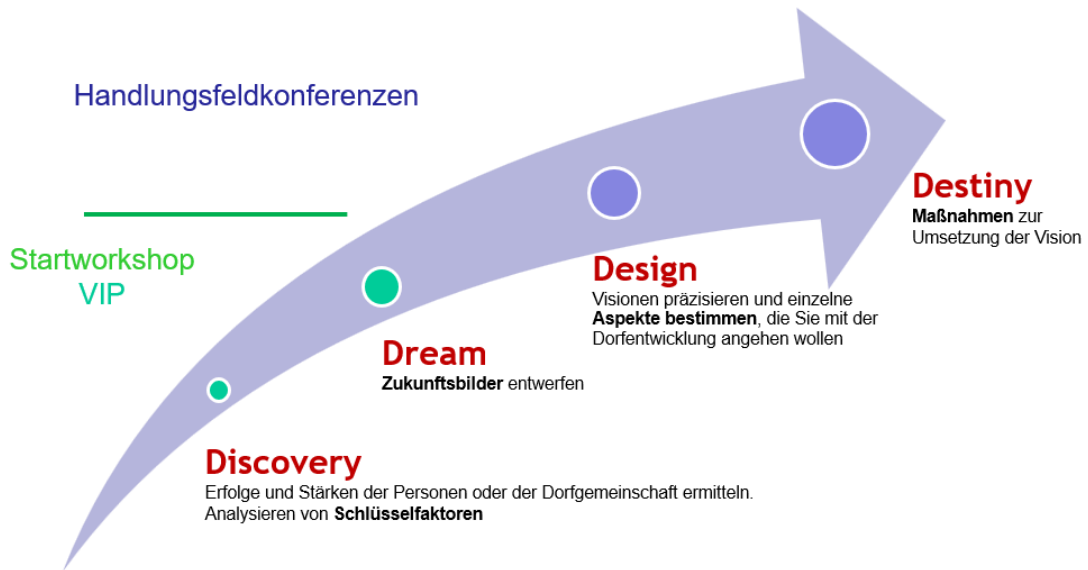 Handlungsfeldkonferenzen
Startworkshop
VIP
Discovery
Erfolge und Stärken der Personen oder der Dorfgemeinschaft ermitteln.
Analysieren von Schlüsselfaktoren
Dream
Zukunftsbilder entwerfen
Design
Visionen präzisieren und einzelne
Aspekte bestimmen, die Sie mit der
Dorfentwicklung angehen wollen
Destiny
Maßnahmen zur
Umsetzung der Vision